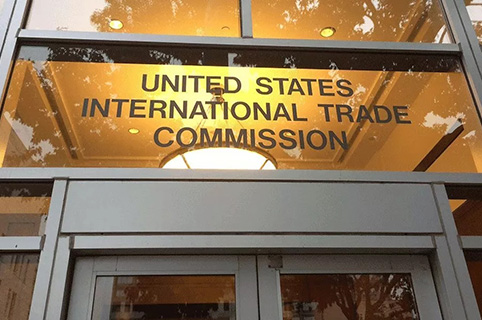 UNITED STATES
INTERNATIONAL TRADE
COMMISSION